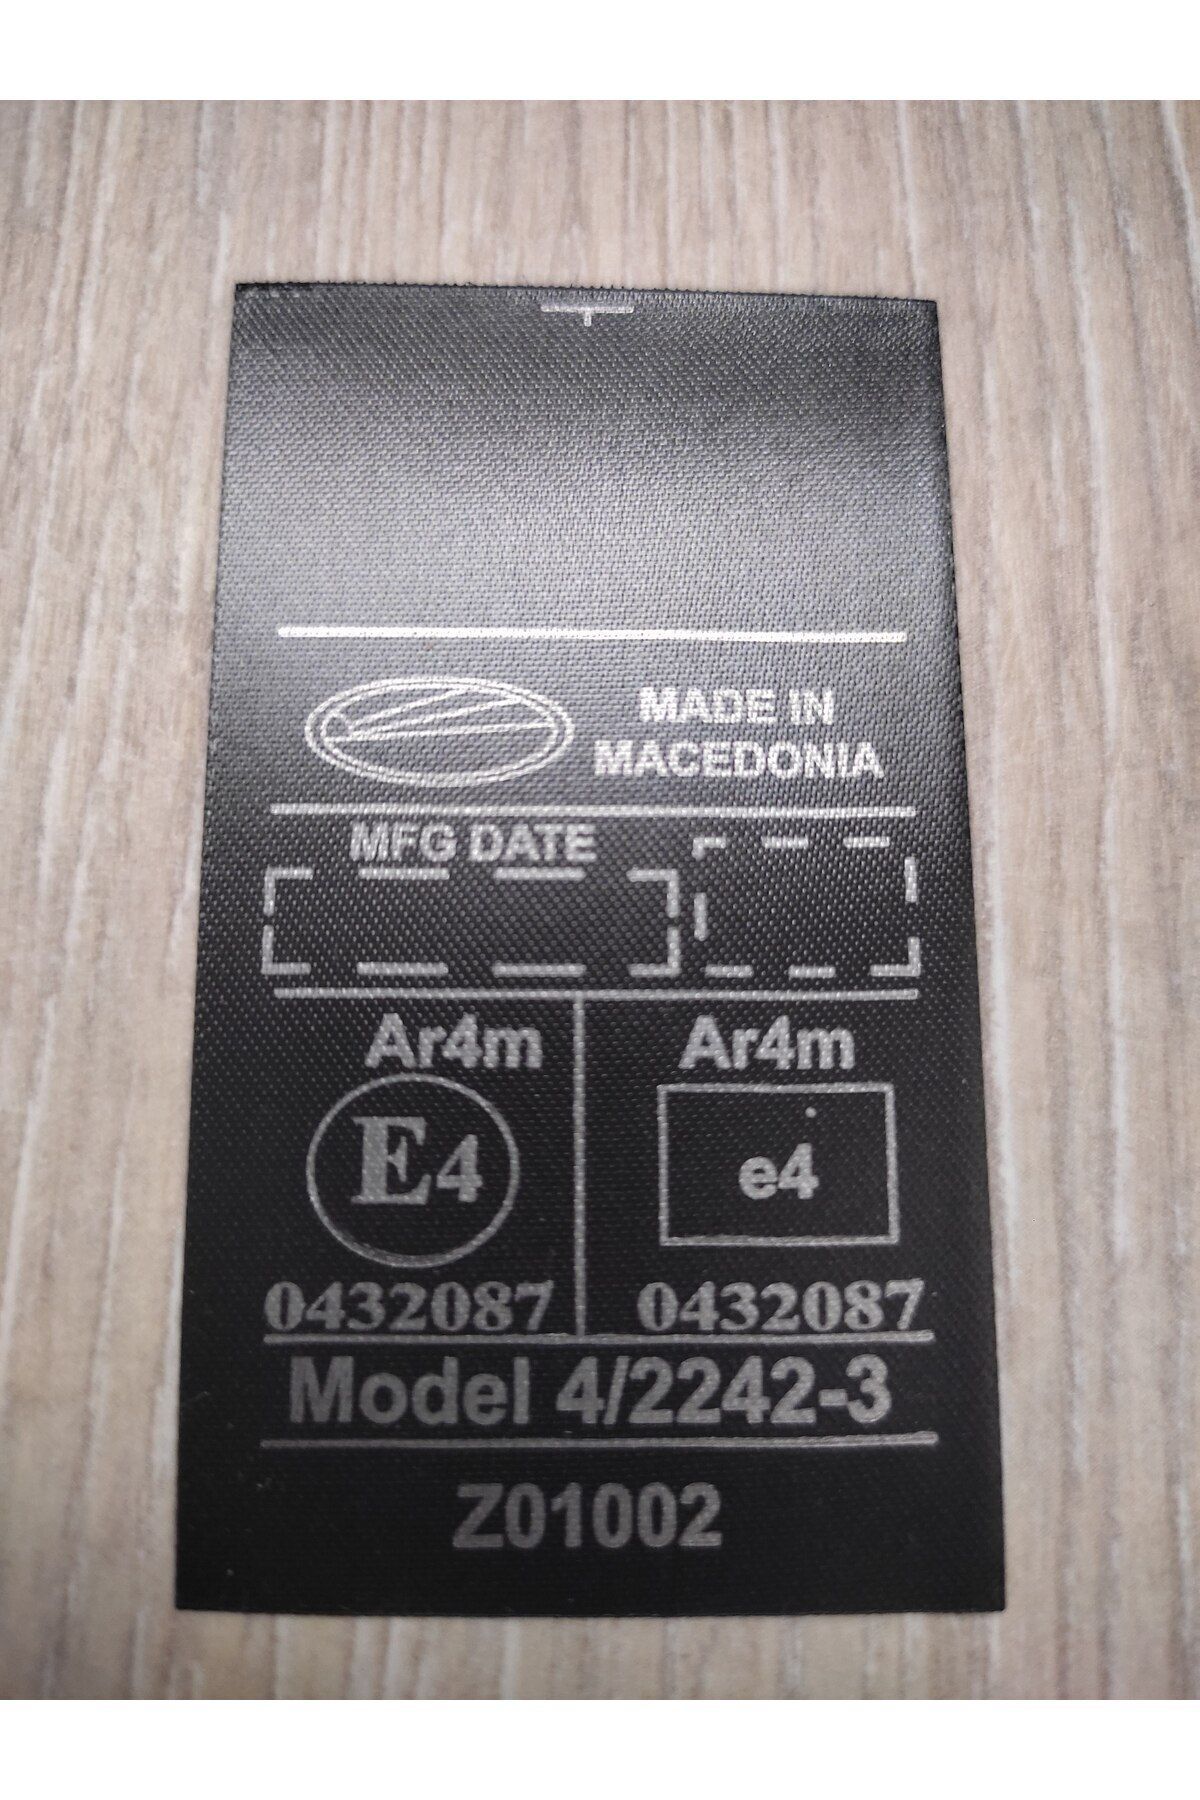 MADE IN
MACEDONIA
MFG DATE
Ar4m Ar4m
E4 e4
0432087 0432087
Model 4/2242-3
Z01002